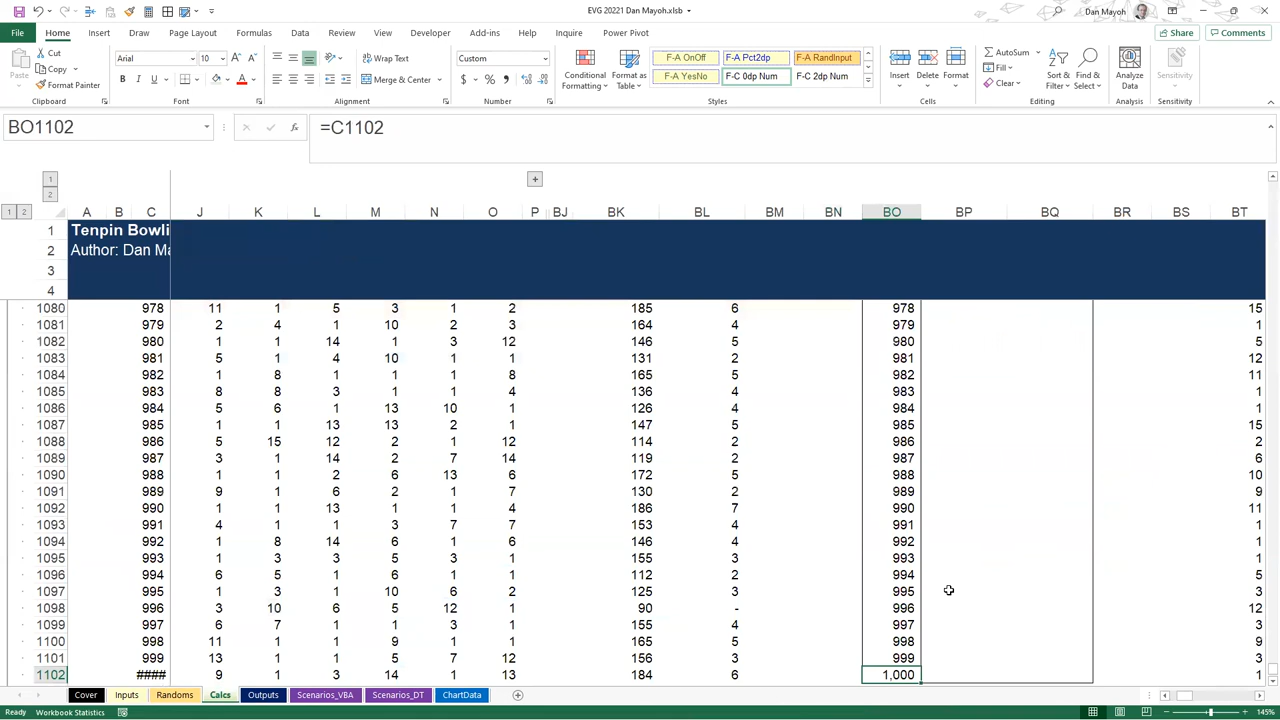 EVG 20221 Dan Mayoh.xlsb
Dan Mayoh
File Home Insert Draw Page Layout Formulas Data Review View Developer Add-ins Help Inquire Power Pivot Share Comments
Cut
Copy
Format Painter
Paste
Clipboard
Arial 10
B I U
Font
Wrap Text
Merge & Center
Alignment
Custom
$ % ,
Number
Conditional Formatting
Format as Table
F-A OnOff F-A Pct2dp F-A RandInput
F-A YesNo F-C 0dp Num F-C 2dp Num
Styles
Insert Delete Format
Cells
AutoSum
Fill
Clear
Sort & Filter
Find & Select
Editing
Analyze Data
Analysis
Sensitivity
Sensitivity
BO1102 fx =C1102
1
2
+
1 2 A B C J K L M N O P BJ BK BL BM BN BO BP BQ BR BS BT
1 Tenpin Bowli
2 Author: Dan Ma
3
4
1080 978 11 1 5 3 1 2 185 6 978 15
1081 979 2 4 1 10 2 3 164 4 979 1
1082 980 1 1 14 1 3 12 146 5 980 5
1083 981 5 1 4 10 1 1 131 2 981 12
1084 982 1 8 1 1 1 8 165 5 982 11
1085 983 8 8 3 1 1 4 136 4 983 1
1086 984 5 6 1 13 10 1 126 4 984 1
1087 985 1 1 13 13 2 1 147 5 985 15
1088 986 5 15 12 2 1 12 114 2 986 2
1089 987 3 1 14 2 7 14 119 2 987 6
1090 988 1 1 2 6 13 6 172 5 988 10
1091 989 9 1 6 2 1 7 130 2 989 9
1092 990 1 1 13 1 1 4 186 7 990 11
1093 991 4 1 1 3 7 7 153 4 991 1
1094 992 1 8 14 6 1 6 146 4 992 1
1095 993 1 3 3 5 3 1 155 3 993 1
1096 994 6 5 1 6 1 1 112 2 994 5
1097 995 1 3 1 10 6 2 125 3 995 3
1098 996 3 10 6 5 12 1 90 - 996 12
1099 997 6 7 1 1 3 1 155 4 997 3
1100 998 11 1 1 9 1 1 165 5 998 9
1101 999 13 1 1 5 7 12 156 3 999 3
1102 #### 9 1 3 14 1 13 184 6 1,000 1
Cover Inputs Randoms Calcs Outputs Scenarios_VBA Scenarios_DT ChartData
Ready Workbook Statistics 145%